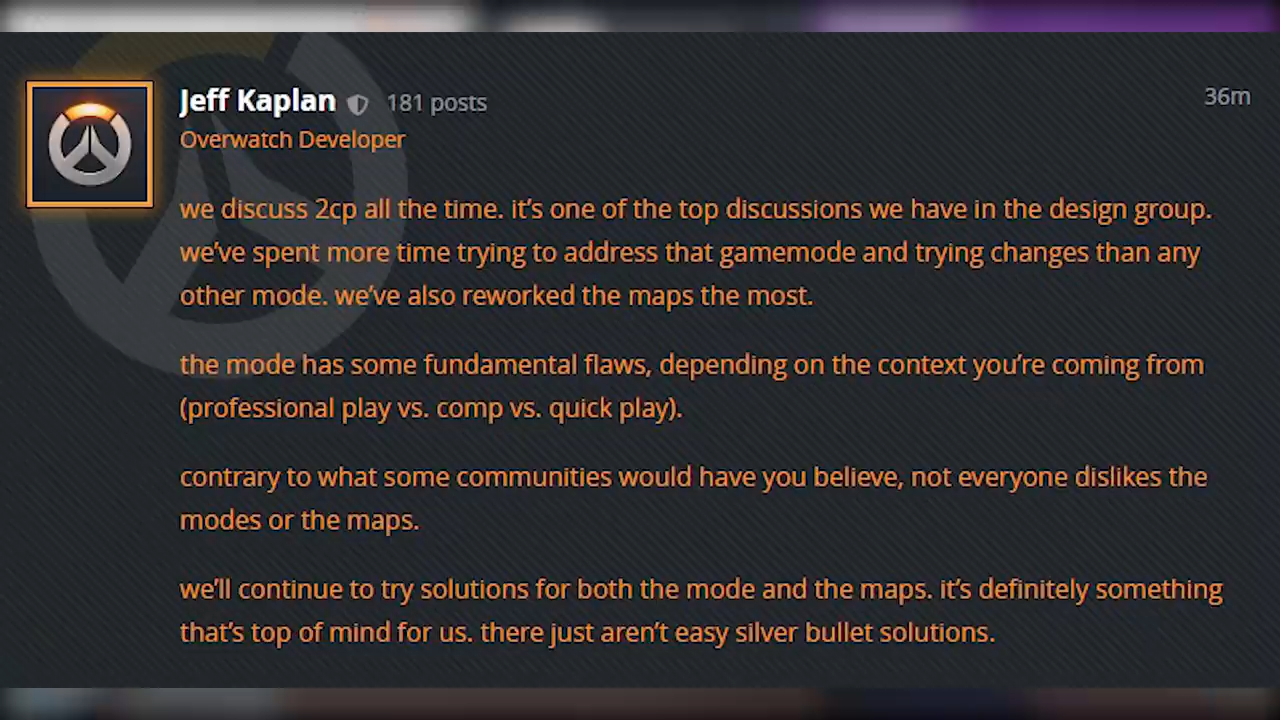 Jeff Kaplan 181 posts 36m
Overwatch Developer
we discuss 2cp all the time. it’s one of the top discussions we have in the design group.
we’ve spent more time trying to address that gamemode and trying changes than any
other mode. we’ve also reworked the maps the most.
the mode has some fundamental flaws, depending on the context you’re coming from
(professional play vs. comp vs. quick play).
contrary to what some communities would have you believe, not everyone dislikes the
modes or the maps.
we’ll continue to try solutions for both the mode and the maps. it’s definitely something
that’s top of mind for us. there just aren’t easy silver bullet solutions.